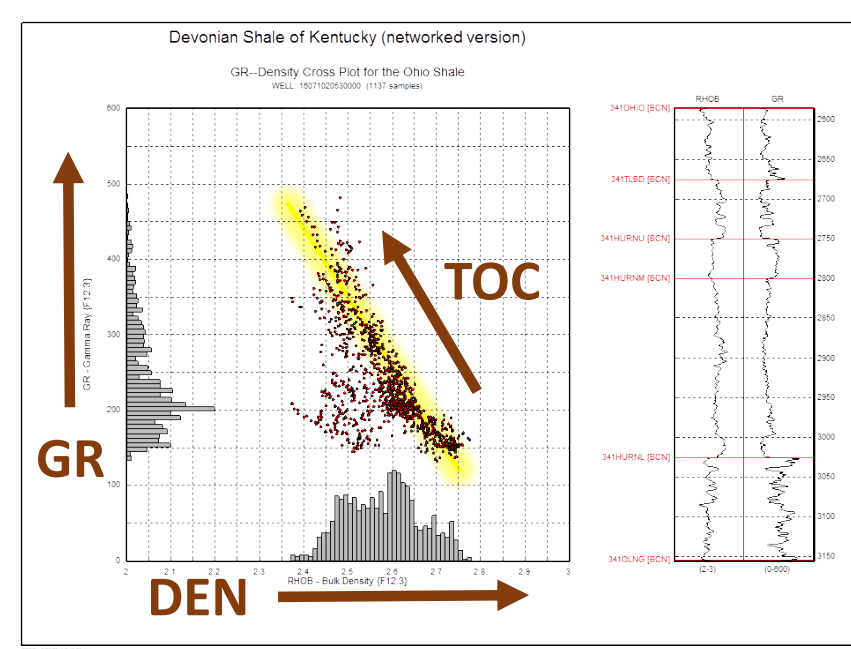 Devonian Shale of Kentucky (networked version)
GR--Density Cross Plot for the Ohio Shale
WELL: 16071020530000 (1137 samples)
600
500
400
300
200
100
0
GR - Gamma Ray {F12.3}
GR
TOC
2
2.1
2.2
2.3
2.4
2.5
2.6
2.7
2.8
2.9
3
RHOB - Bulk Density {F12.3}
DEN
RHOB GR
341OHIO [BCN]
341TLBD [BCN]
341HURNU [BCN]
341HURNM [BCN]
341HURNL [BCN]
341OLNG [BCN]
2600
2650
2700
2750
2800
2850
2900
2950
3000
3050
3100
3150
(2-3) (0-600)